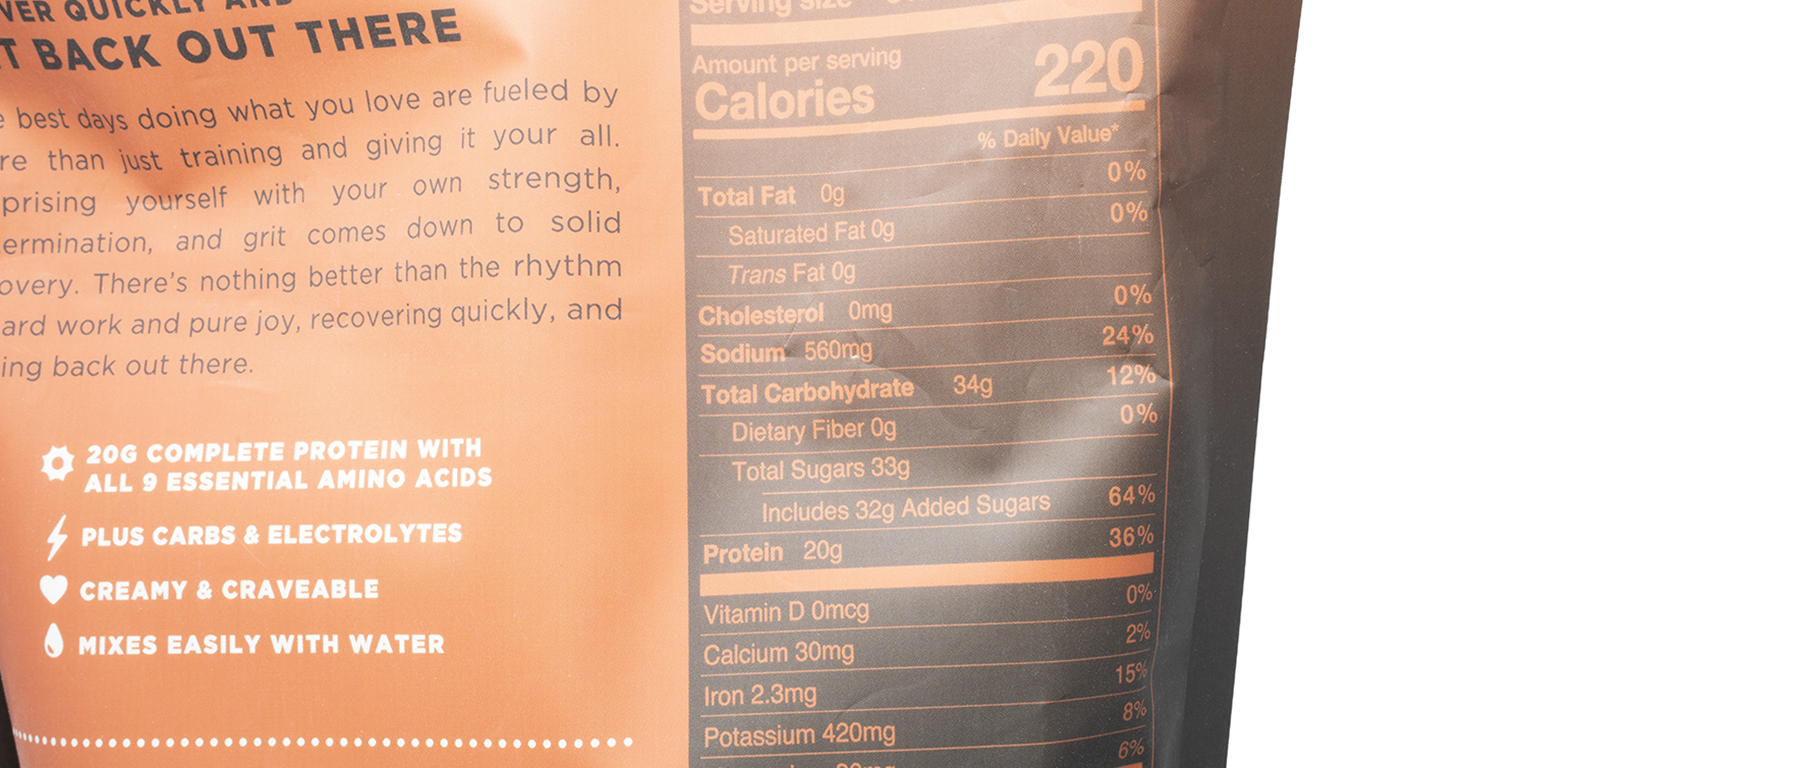 QUICKLY AND
BACK OUT THERE
best days doing what you love are fueled by
than just training and giving it your all.
yourself with your own strength,
and grit comes down to solid
There's nothing better than the rhythm
work and pure joy, recovering quickly, and
back out there.
20G COMPLETE PROTEIN WITH
ALL 9 ESSENTIAL AMINO ACIDS
PLUS CARBS & ELECTROLYTES
CREAMY & CRAVEABLE
MIXES EASILY WITH WATER
Serving size
Amount per serving
Calories 220
% Daily Value*
Total Fat 0g 0%
Saturated Fat 0g 0%
Trans Fat 0g
Cholesterol 0mg 0%
Sodium 560mg 24%
Total Carbohydrate 34g 12%
Dietary Fiber 0g 0%
Total Sugars 33g
Includes 32g Added Sugars 64%
Protein 20g 36%
Vitamin D 0mcg 0%
Calcium 30mg 2%
Iron 2.3mg 15%
Potassium 420mg 8%
6%